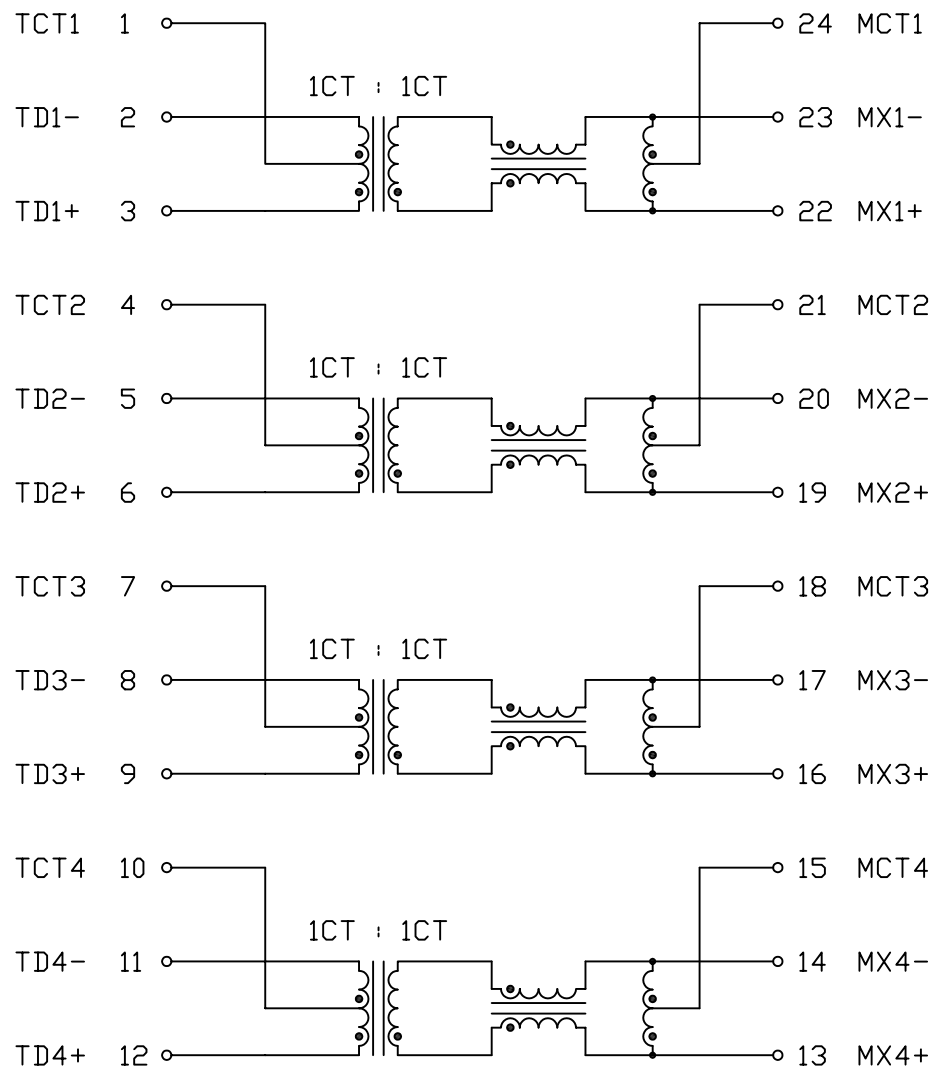 TCT1 1 24 MCT1
1CT : 1CT
TD1- 2 23 MX1-
TD1+ 3 22 MX1+
TCT2 4 21 MCT2
1CT : 1CT
TD2- 5 20 MX2-
TD2+ 6 19 MX2+
TCT3 7 18 MCT3
1CT : 1CT
TD3- 8 17 MX3-
TD3+ 9 16 MX3+
TCT4 10 15 MCT4
1CT : 1CT
TD4- 11 14 MX4-
TD4+ 12 13 MX4+